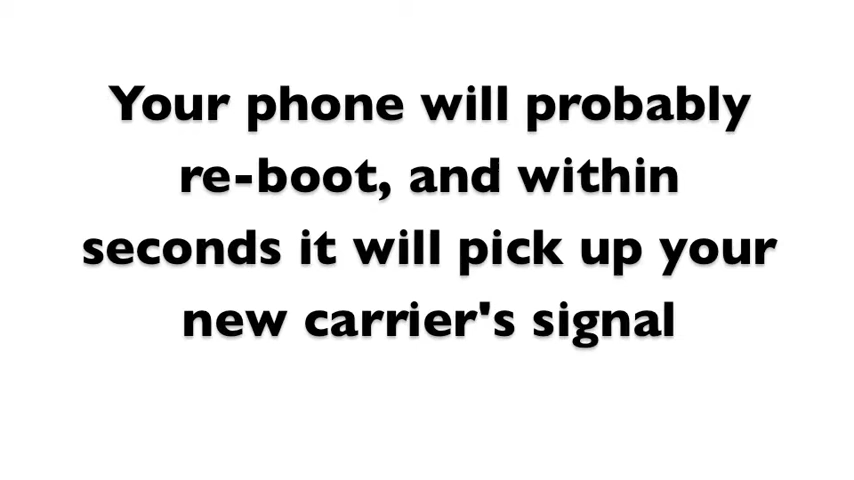 Your phone will probably
re-boot, and within
seconds it will pick up your
new carrier's signal